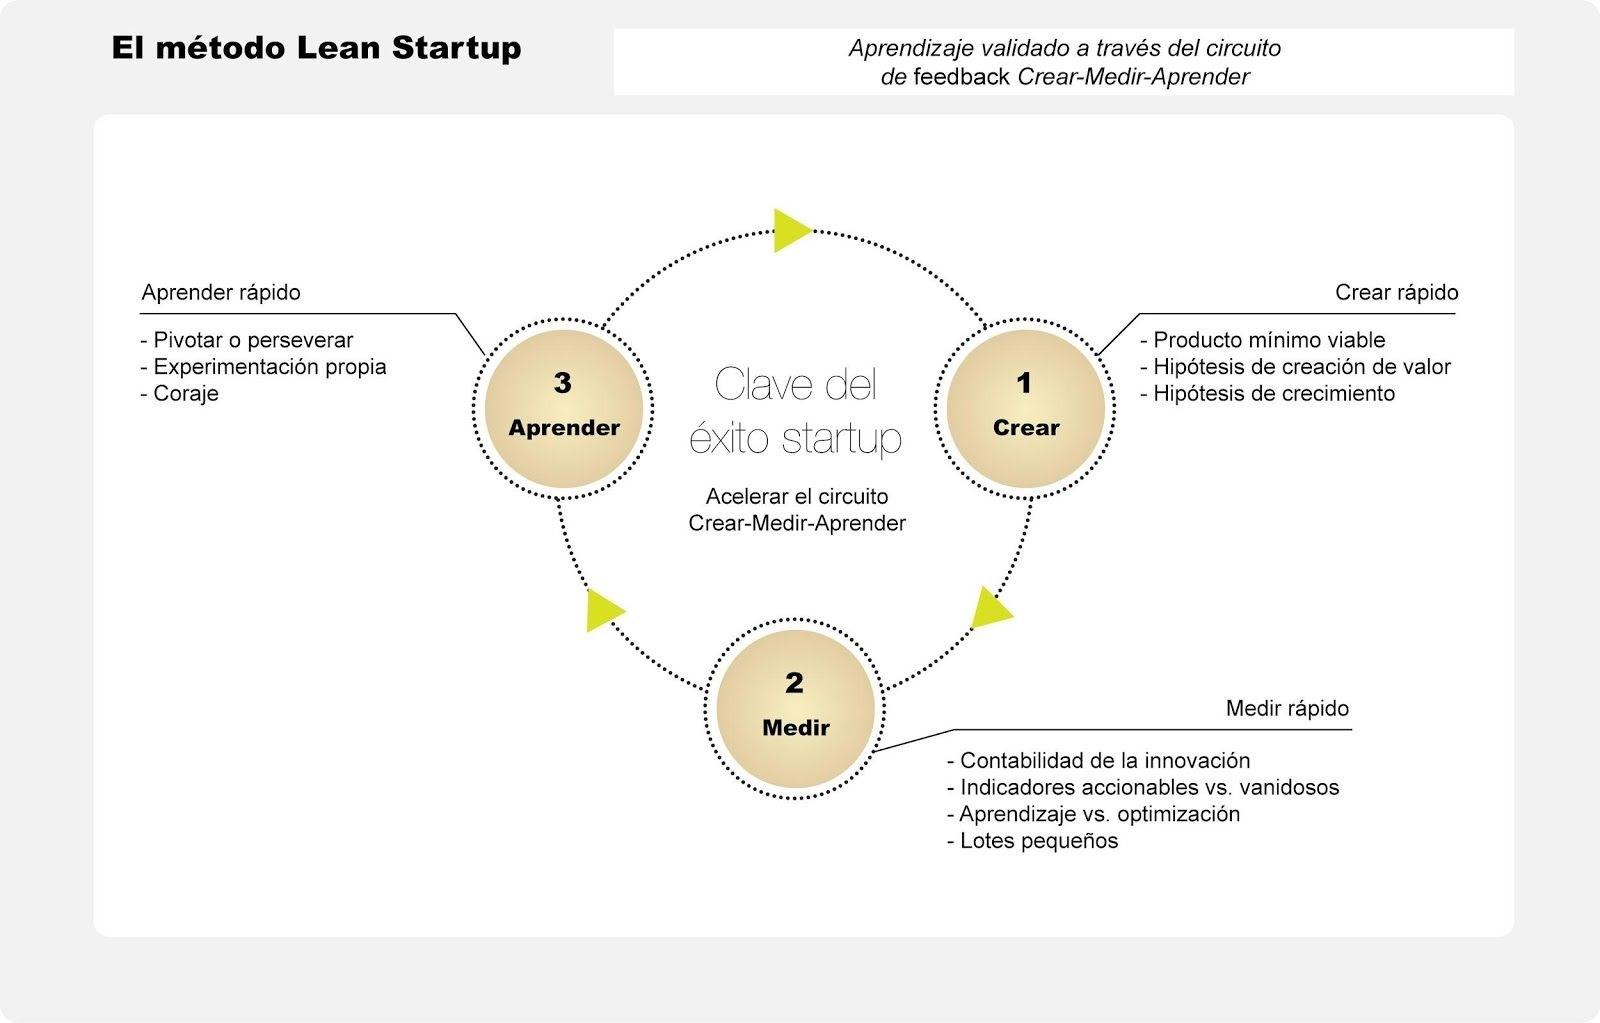 El método Lean Startup
Aprendizaje validado a través del circuito
de feedback Crear-Medir-Aprender
Aprender rápido
- Pivotar o perseverar
- Experimentación propia
- Coraje
3
Aprender
Clave del
éxito startup
Acelerar el circuito
Crear-Medir-Aprender
1
Crear
Crear rápido
- Producto mínimo viable
- Hipótesis de creación de valor
- Hipótesis de crecimiento
2
Medir
Medir rápido
- Contabilidad de la innovación
- Indicadores accionables vs. vanidosos
- Aprendizaje vs. optimización
- Lotes pequeños